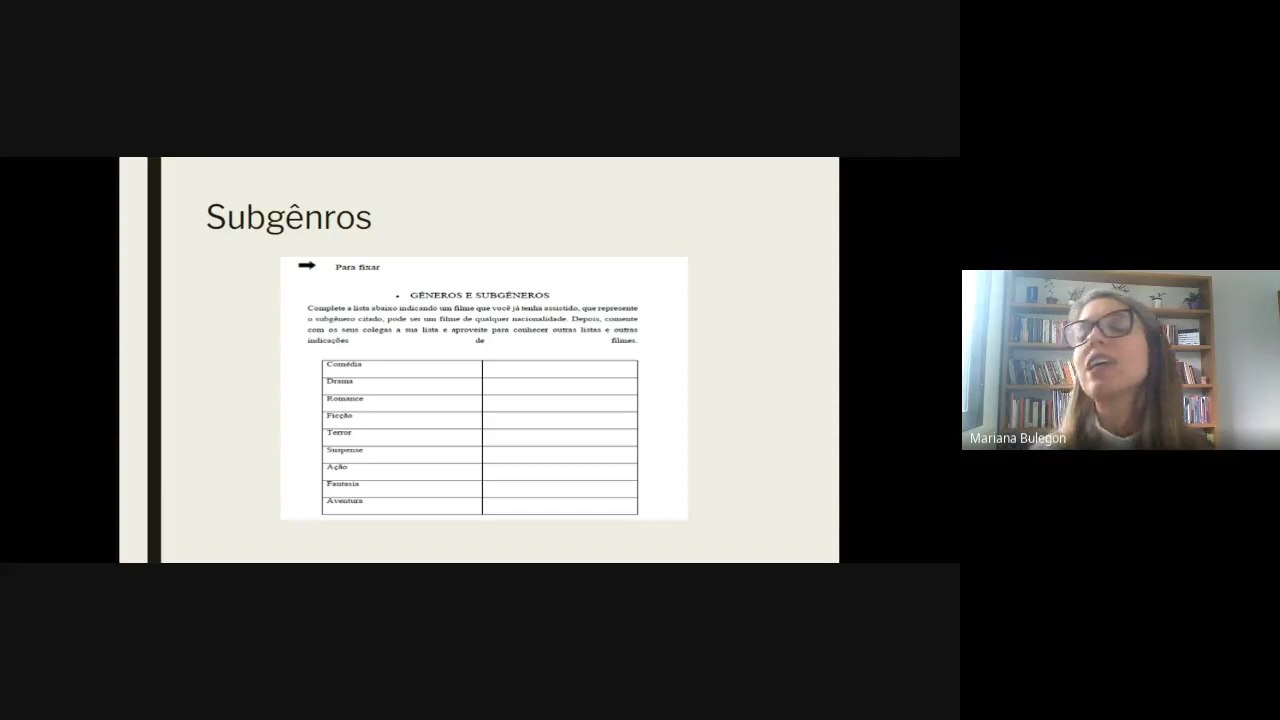 Subgênros
Para fixar
• GÊNEROS E SUBGÊNEROS
Complete a lista abaixo indicando um filme que você já tenha assistido, que represente
o subgênero citado, pode ser um filme de qualquer nacionalidade. Depois, comente
com os seus colegas a sua lista e aproveite para conhecer outras listas e outras
indicações de filmes.
Comédia
Drama
Romance
Ficção
Terror
Suspense
Ação
Fantasia
Aventura
Mariana Bulegon